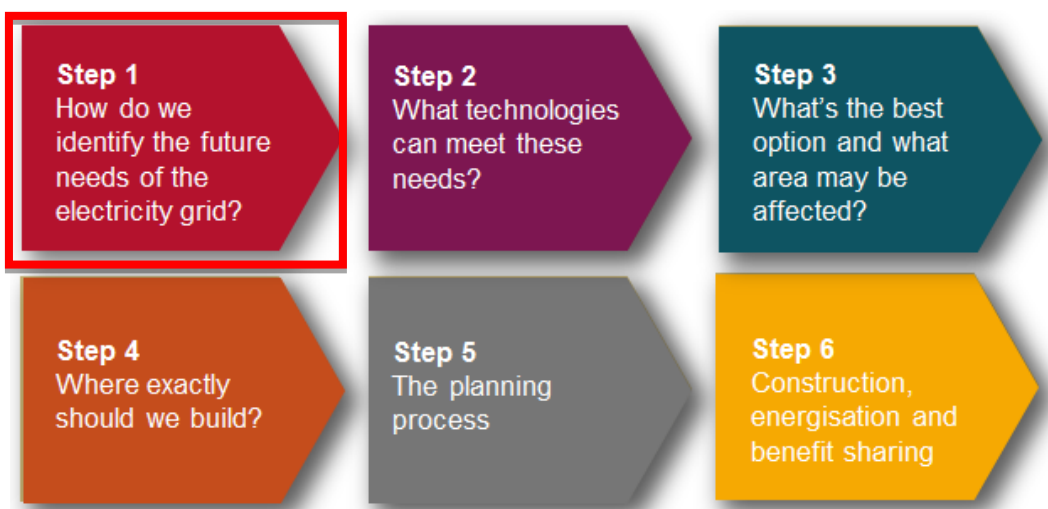 Step 1
How do we
identify the future
needs of the
electricity grid?
Step 2
What technologies
can meet these
needs?
Step 3
What's the best
option and what
area may be
affected?
Step 4
Where exactly
should we build?
Step 5
The planning
process
Step 6
Construction,
energisation and
benefit sharing